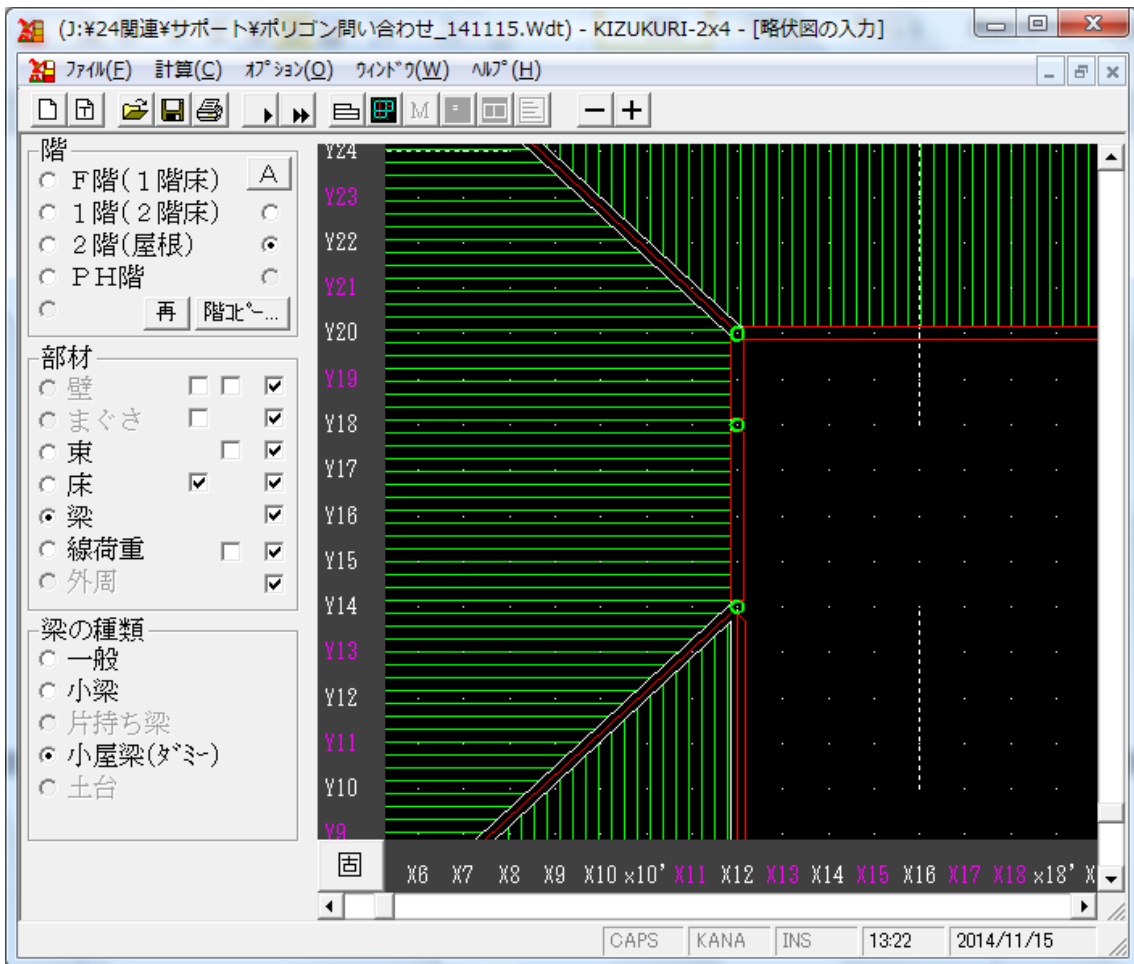 (J:¥24関連¥サポート¥ポリゴン問い合わせ_141115.Wdt) - KIZUKURI-2x4 - [略伏図の入力]
ﾌｧｲﾙ(F) 計算(C) ｵﾌﾟｼｮﾝ(O) ｳｨﾝﾄﾞｳ(W) ﾍﾙﾌﾟ(H)
M
階
F階(1階床) A
1階(2階床)
2階(屋根)
PH階
再 階ｺﾋﾟｰ...
部材
壁
まぐさ
束
床
梁
線荷重
外周
梁の種類
一般
小梁
片持ち梁
小屋梁(ﾀﾞﾐｰ)
土台
Y24
Y23
Y22
Y21
Y20
Y19
Y18
Y17
Y16
Y15
Y14
Y13
Y12
Y11
Y10
Y9
固 X6 X7 X8 X9 X10 x10' X11 X12 X13 X14 X15 X16 X17 X18 x18' X
CAPS KANA INS 13:22 2014/11/15